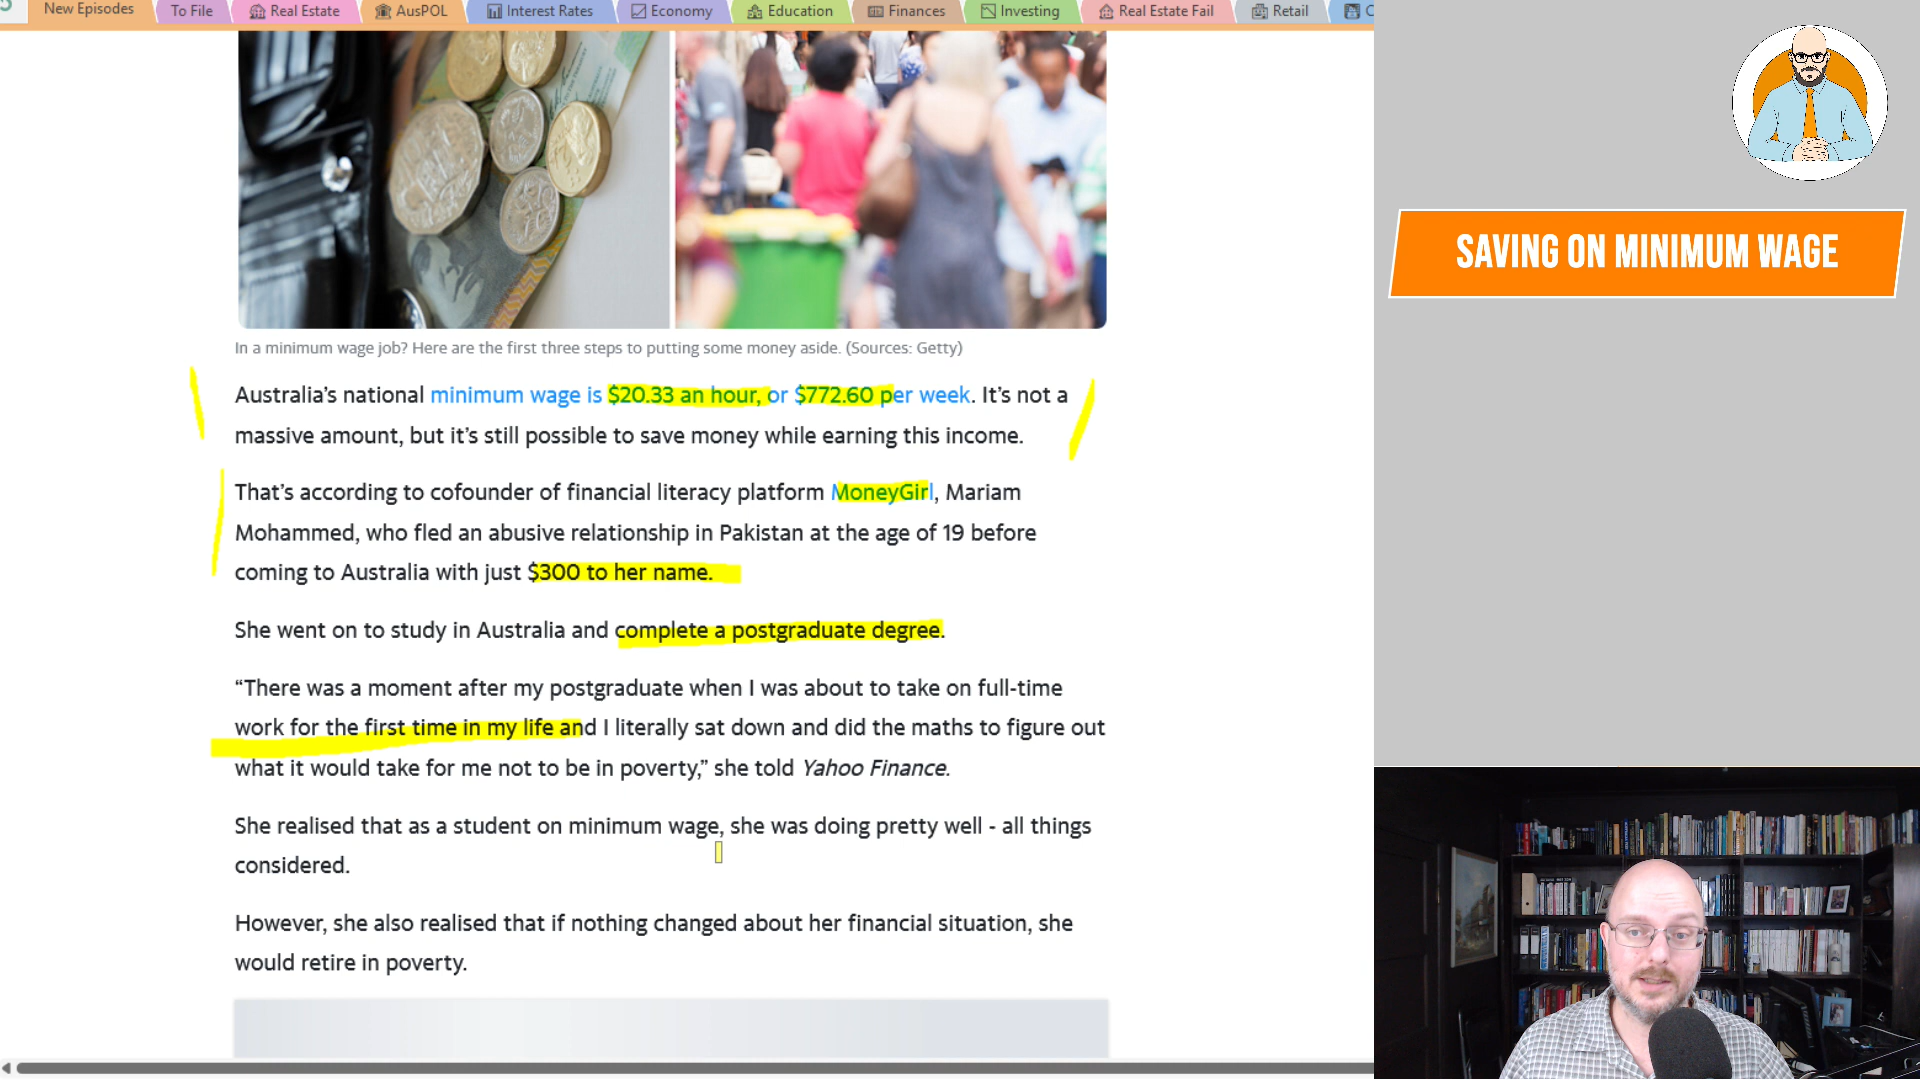 New Episodes
To File
Real Estate
AusPOL
Interest Rates
Economy
Education
Finances
Investing
Real Estate Fail
Retail
SAVING ON MINIMUM WAGE
In a minimum wage job? Here are the first three steps to putting some money aside. (Sources: Getty)
Australia’s national minimum wage is $20.33 an hour, or $772.60 per week. It’s not a
massive amount, but it’s still possible to save money while earning this income.
That’s according to cofounder of financial literacy platform MoneyGirl, Mariam
Mohammed, who fled an abusive relationship in Pakistan at the age of 19 before
coming to Australia with just $300 to her name.
She went on to study in Australia and complete a postgraduate degree.
“There was a moment after my postgraduate when I was about to take on full-time
work for the first time in my life and I literally sat down and did the maths to figure out
what it would take for me not to be in poverty,” she told Yahoo Finance.
She realised that as a student on minimum wage, she was doing pretty well - all things
considered.
However, she also realised that if nothing changed about her financial situation, she
would retire in poverty.